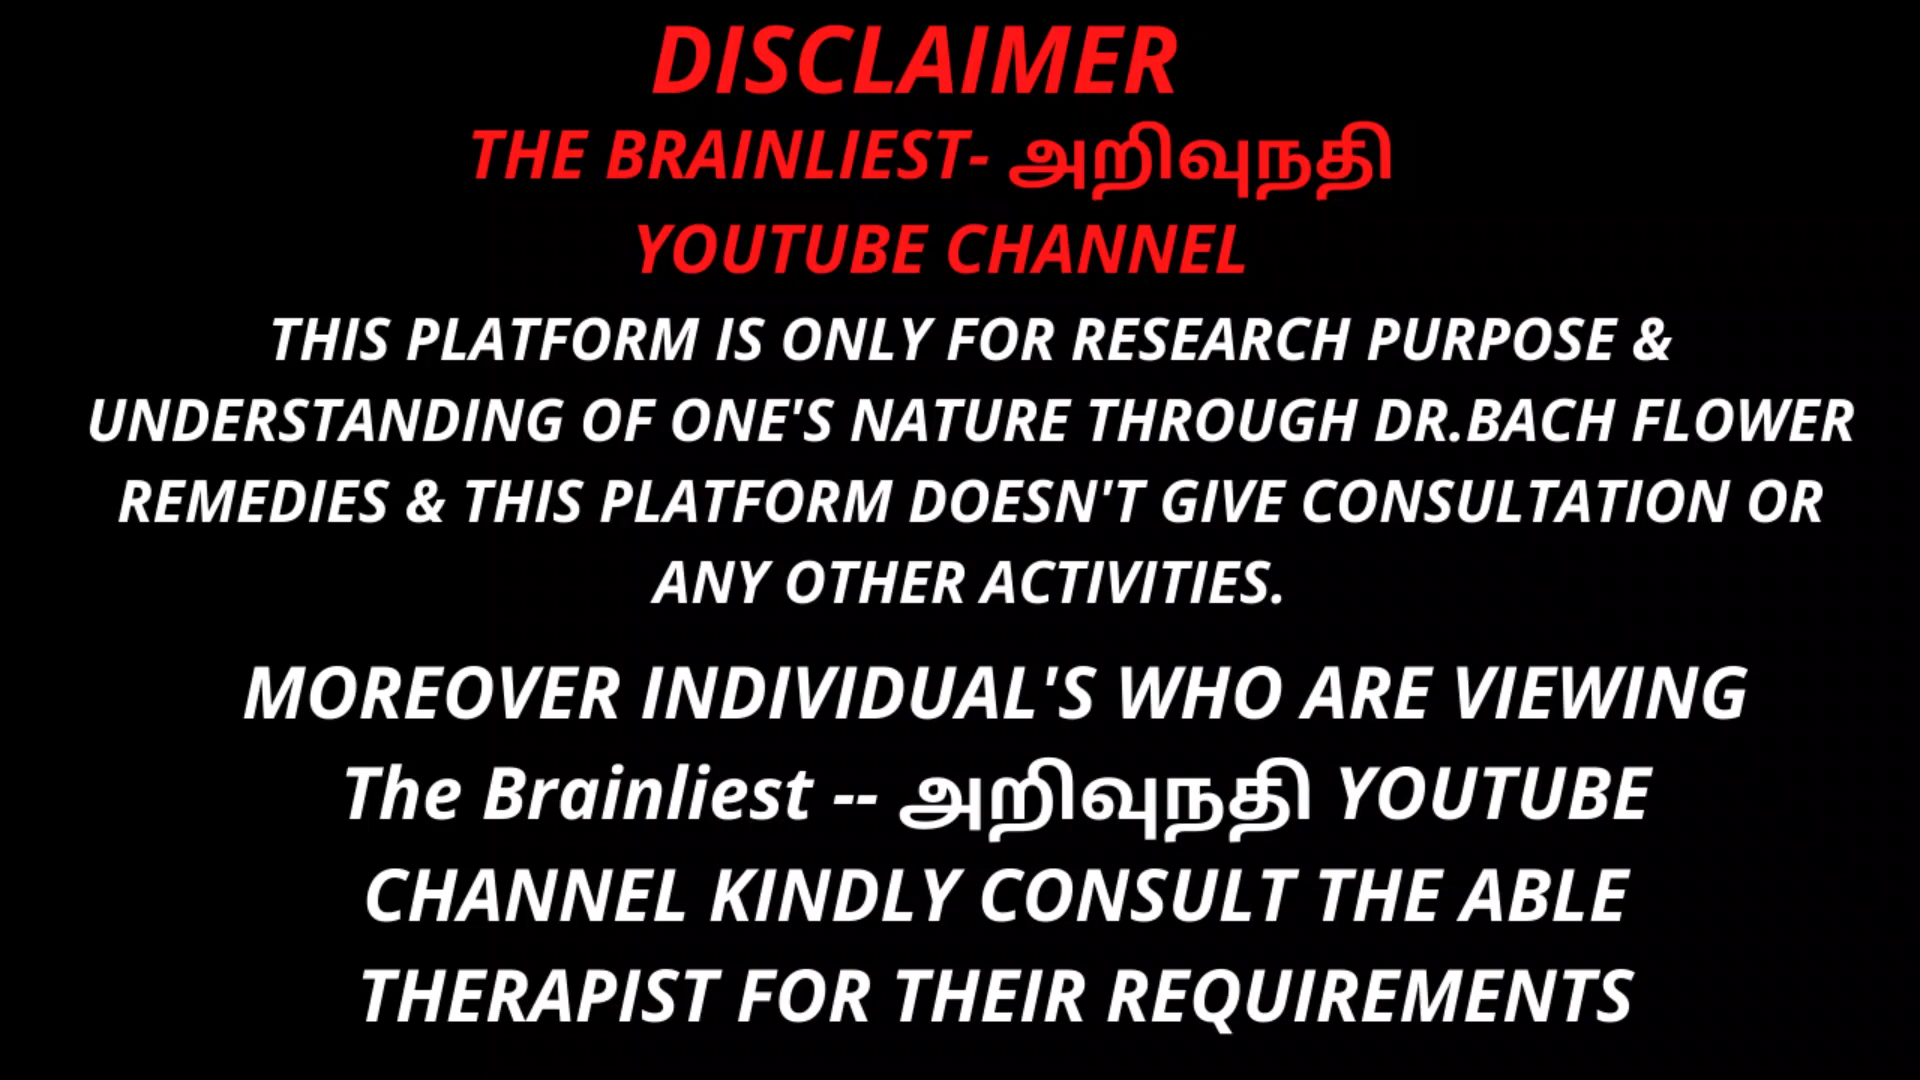 DISCLAIMER
THE BRAINLIEST- அறிவுநதி
YOUTUBE CHANNEL
THIS PLATFORM IS ONLY FOR RESEARCH PURPOSE &
UNDERSTANDING OF ONE'S NATURE THROUGH DR.BACH FLOWER
REMEDIES & THIS PLATFORM DOESN'T GIVE CONSULTATION OR
ANY OTHER ACTIVITIES.
MOREOVER INDIVIDUAL'S WHO ARE VIEWING
The Brainliest -- அறிவுநதி YOUTUBE
CHANNEL KINDLY CONSULT THE ABLE
THERAPIST FOR THEIR REQUIREMENTS